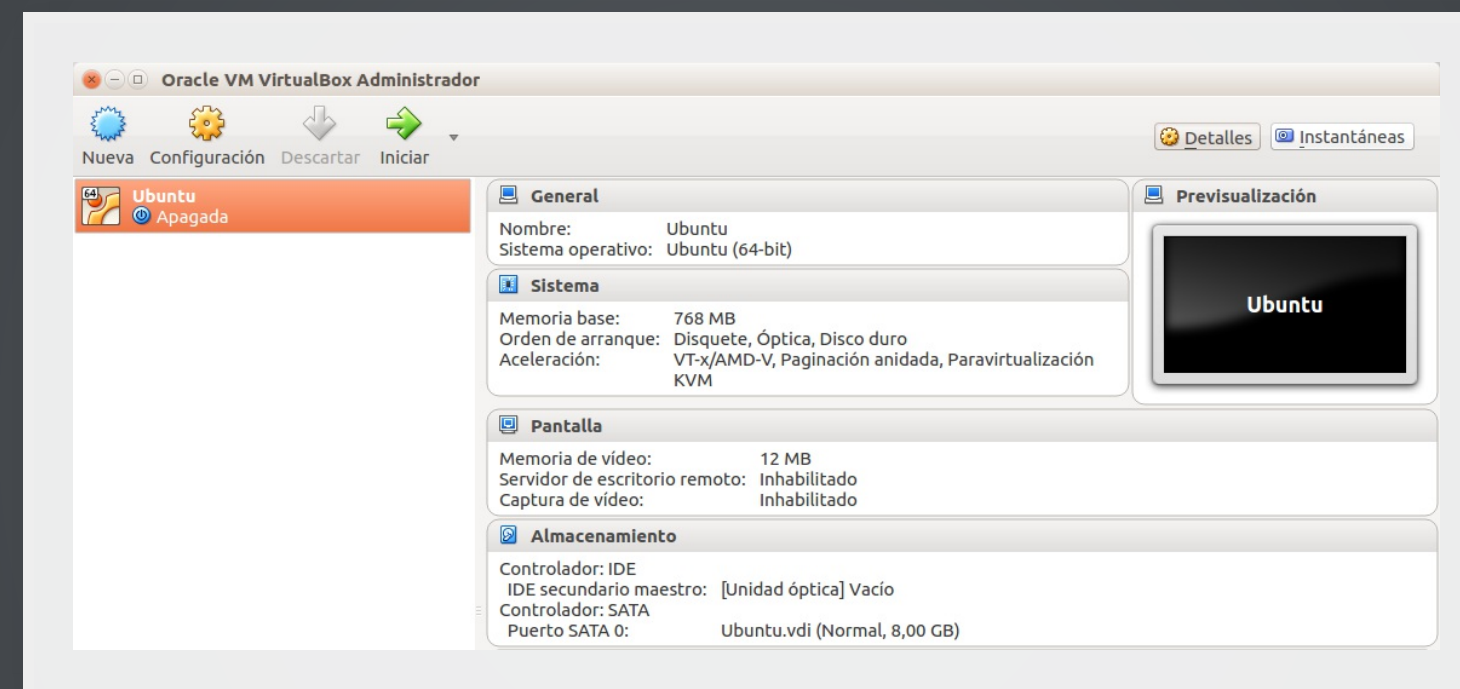 Oracle VM VirtualBox Administrador
Nueva Configuración Descartar Iniciar
Detalles Instantáneas
64 Ubuntu
Apagada
General
Nombre: Ubuntu
Sistema operativo: Ubuntu (64-bit)
Sistema
Memoria base: 768 MB
Orden de arranque: Disquete, Óptica, Disco duro
Aceleración: VT-x/AMD-V, Paginación anidada, Paravirtualización
KVM
Previsualización
Ubuntu
Pantalla
Memoria de vídeo: 12 MB
Servidor de escritorio remoto: Inhabilitado
Captura de vídeo: Inhabilitado
Almacenamiento
Controlador: IDE
IDE secundario maestro: [Unidad óptica] Vacío
Controlador: SATA
Puerto SATA 0: Ubuntu.vdi (Normal, 8,00 GB)